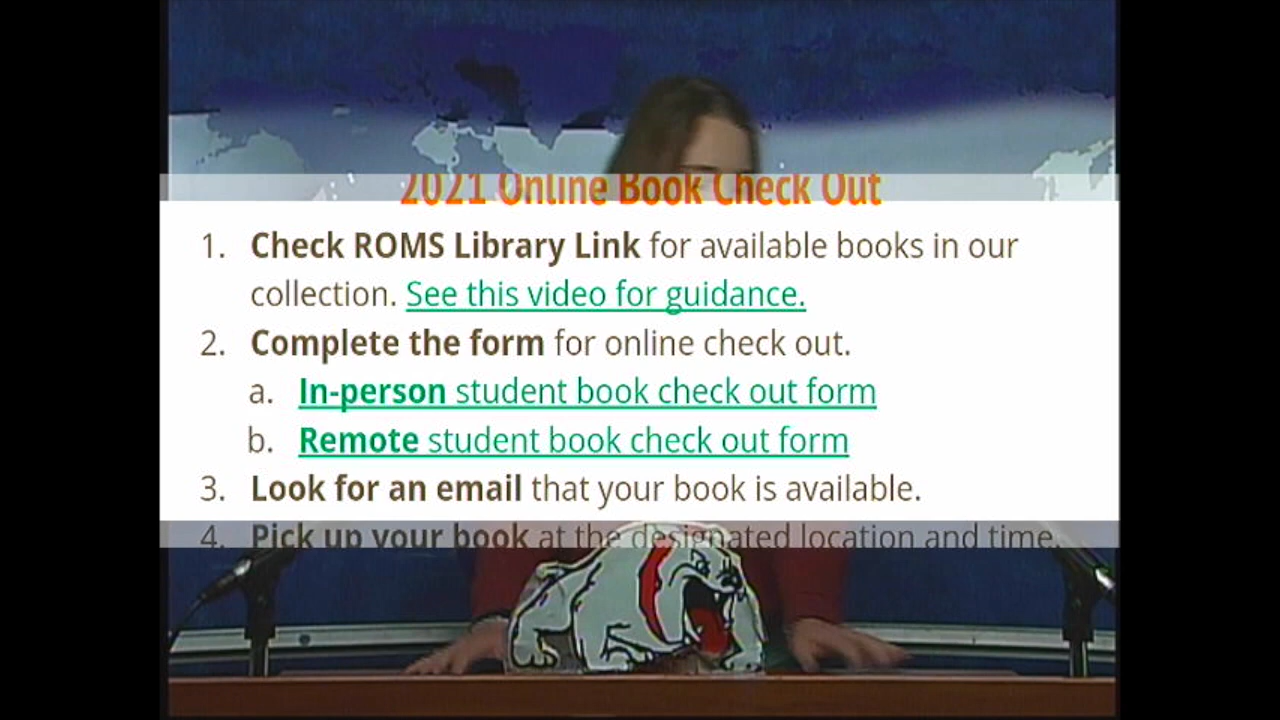 2021 Online Book Check Out
1. Check ROMS Library Link for available books in our
collection. See this video for guidance.
2. Complete the form for online check out.
a. In-person student book check out form
b. Remote student book check out form
3. Look for an email that your book is available.
4. Pick up your book at the designated location and time.